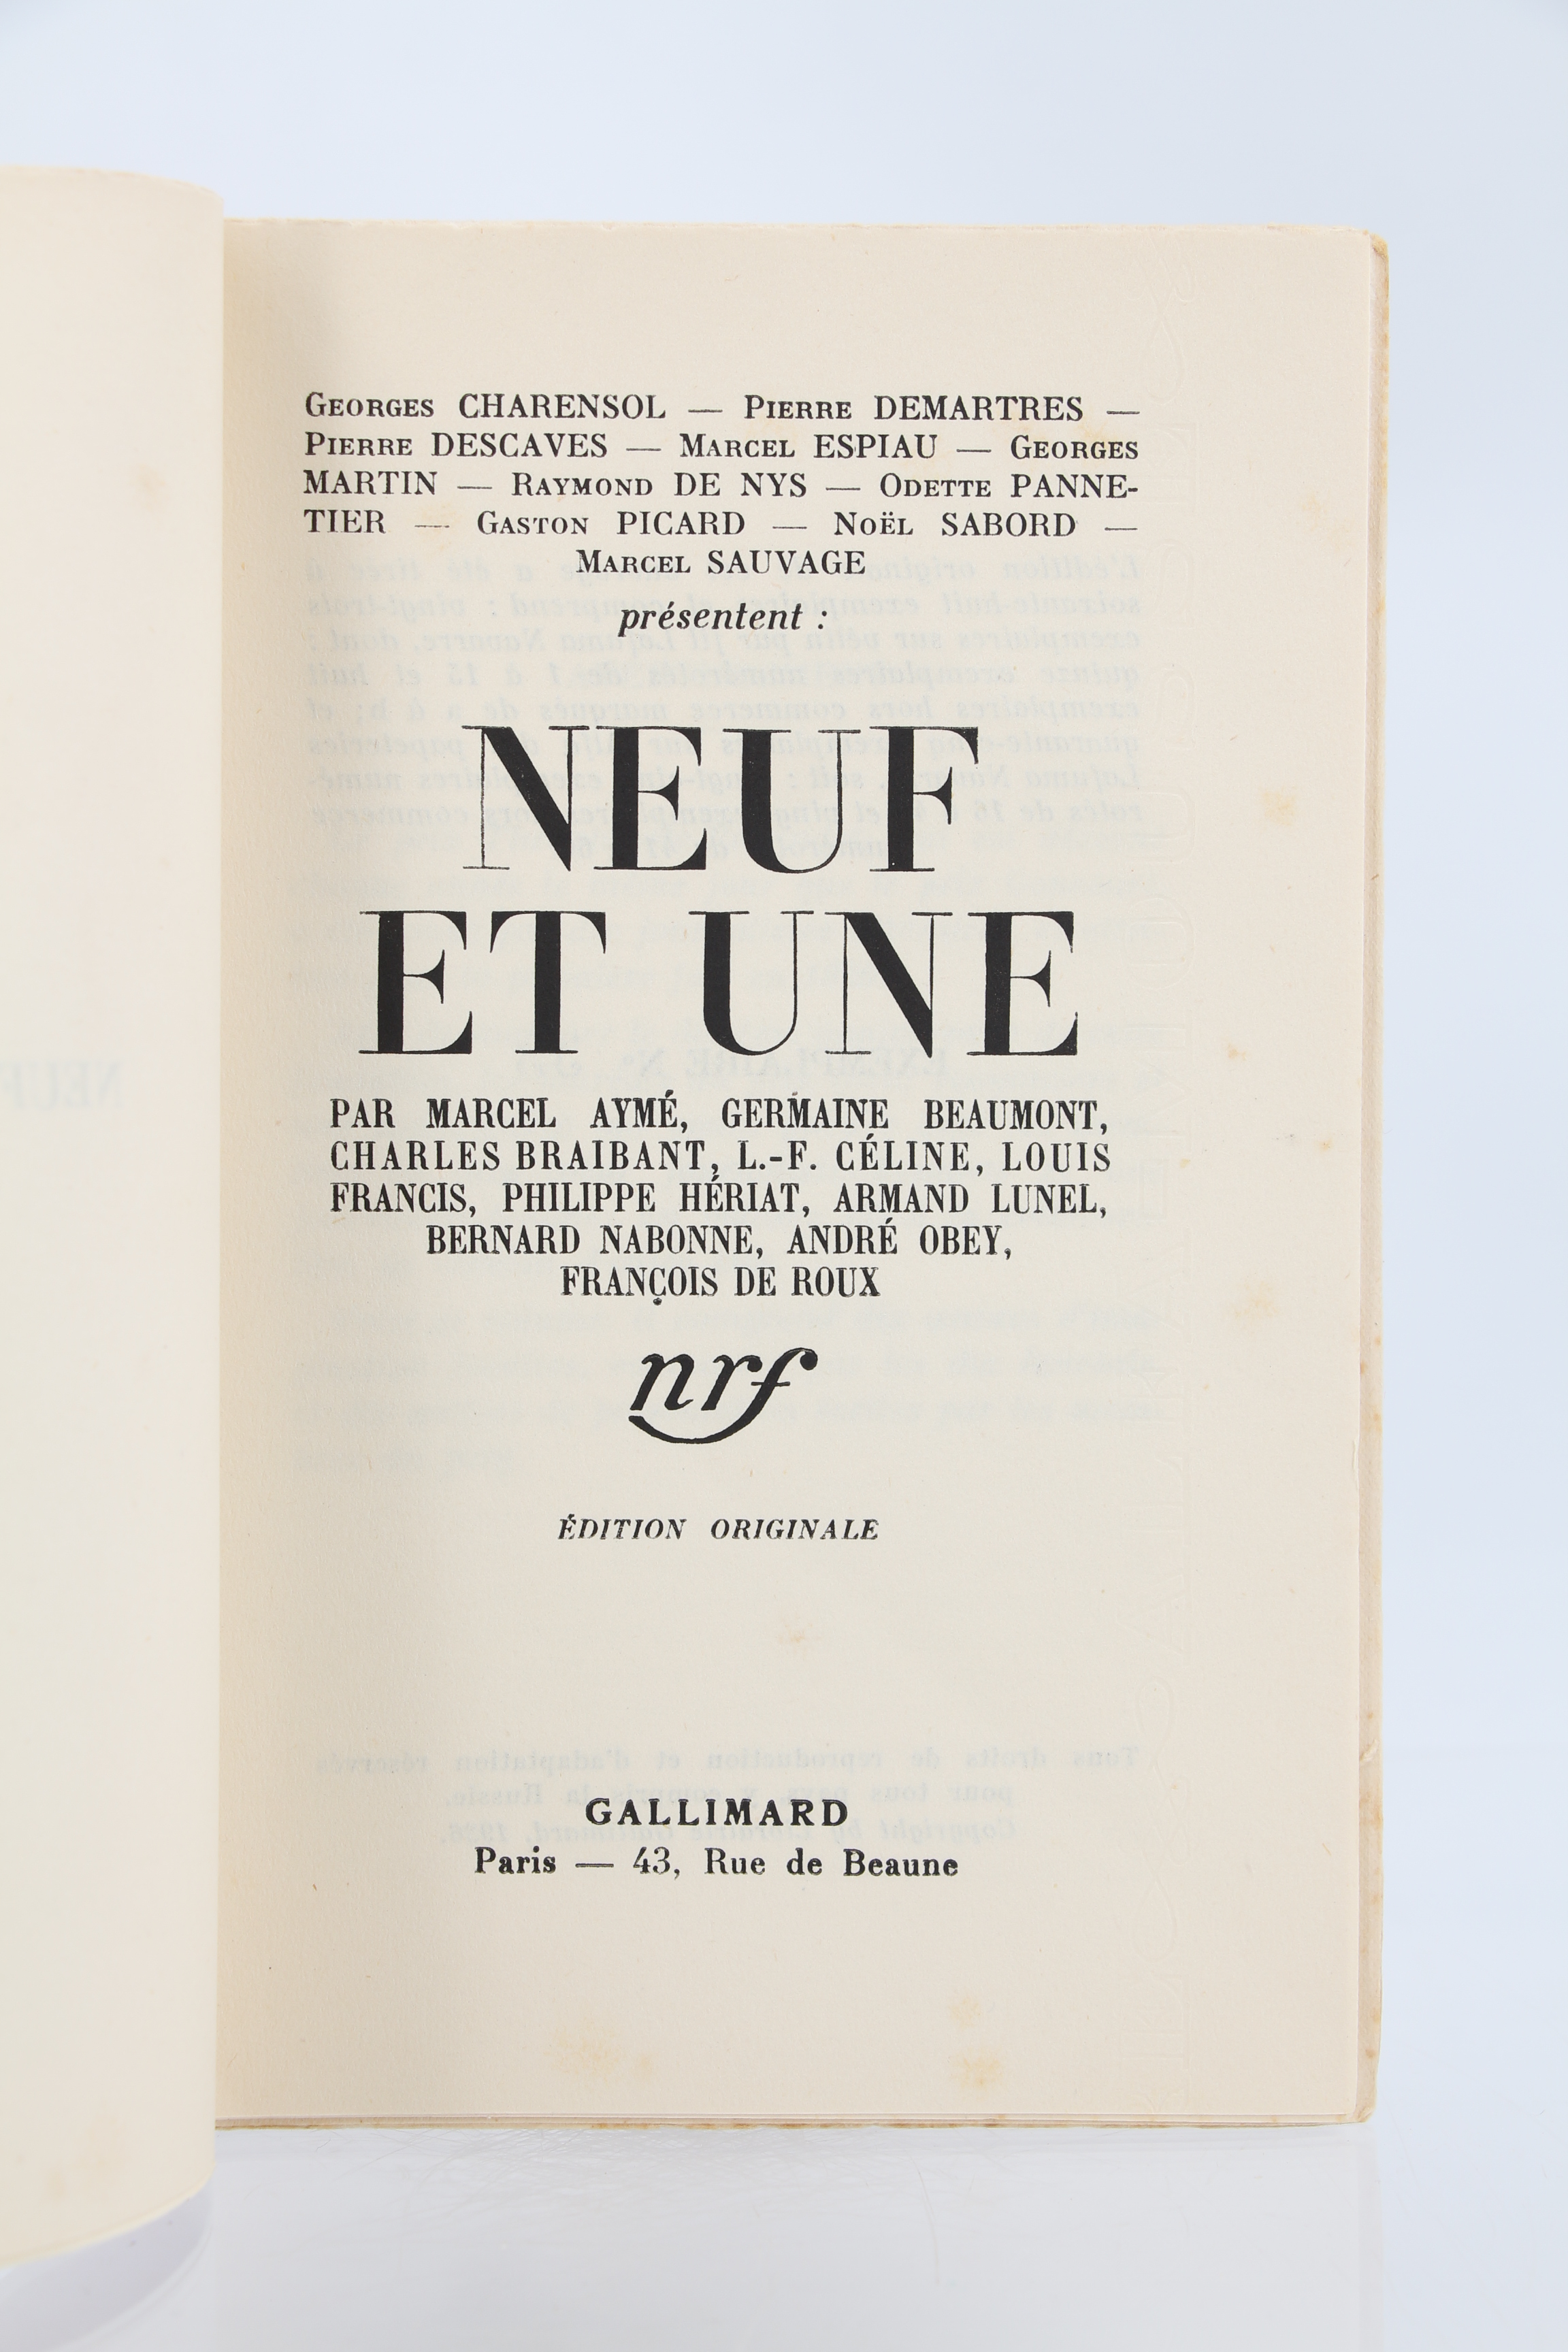 Georges CHARENSOL — Pierre DEMARTRES —
Pierre DESCAVES — Marcel ESPIAU — Georges
MARTIN — Raymond DE NYS — Odette PANNE-
TIER — Gaston PICARD — Noël SABORD —
Marcel SAUVAGE
présentent :
NEUF
ET UNE
PAR MARCEL AYMÉ, GERMAINE BEAUMONT,
CHARLES BRAIBANT, L.-F. CÉLINE, LOUIS
FRANCIS, PHILIPPE HÉRIAT, ARMAND LUNEL,
BERNARD NABONNE, ANDRÉ OBEY,
FRANÇOIS DE ROUX
nrf
ÉDITION ORIGINALE
GALLIMARD
Paris — 43, Rue de Beaune